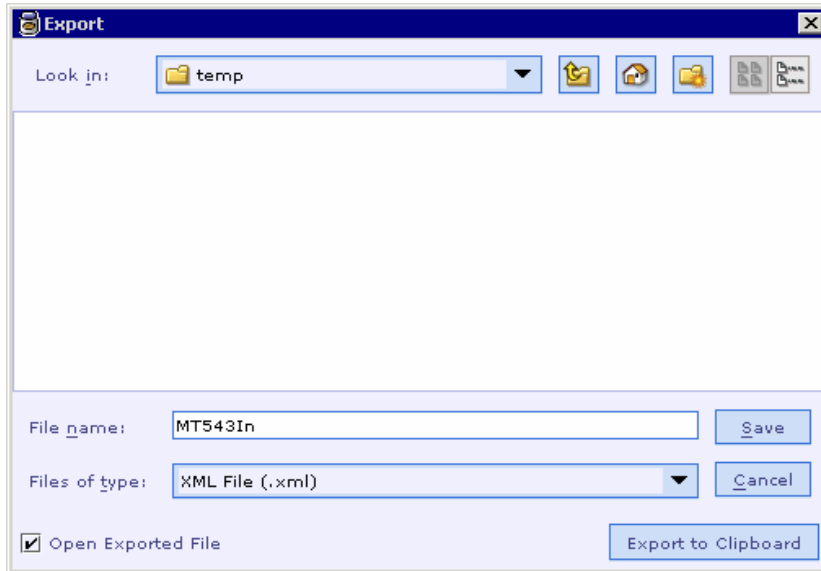 Export
Look in: temp
File name: MT543In Save
Files of type: XML File (.xml) Cancel
Open Exported File Export to Clipboard